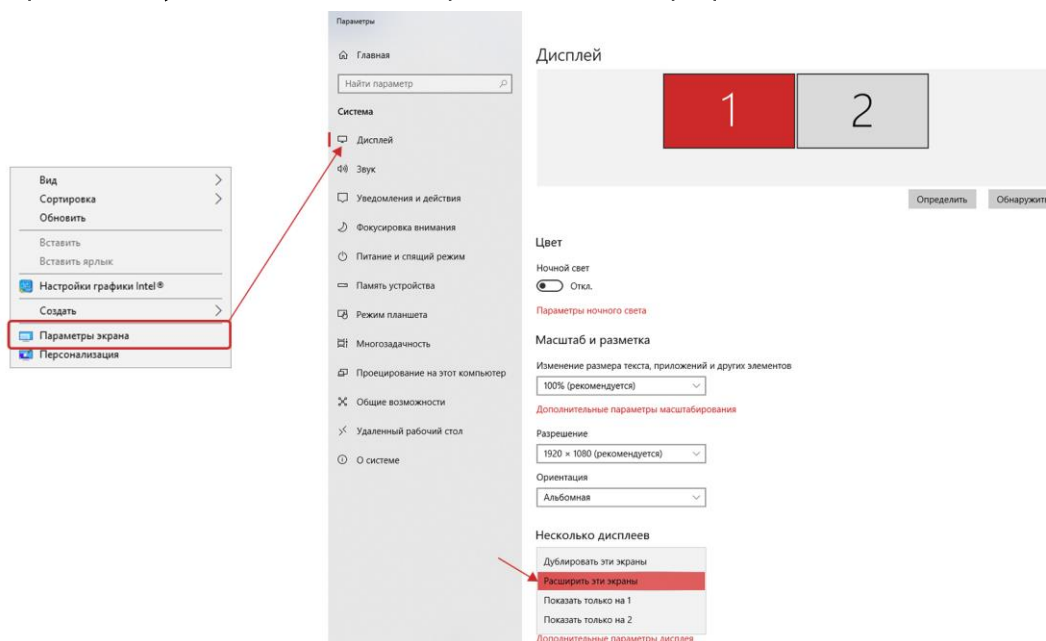 Вид
Сортировка
Обновить
Вставить
Вставить ярлык
Настройки графики Intel®
Создать
Параметры экрана
Персонализация
Параметры
Главная
Найти параметр
Система
Дисплей
Звук
Уведомления и действия
Фокусировка внимания
Питание и спящий режим
Память устройства
Режим планшета
Многозадачность
Проецирование на этот компьютер
Общие возможности
Удаленный рабочий стол
О системе
Дисплей
1
2
Определить
Обнаружить
Цвет
Ночной свет
Откл.
Параметры ночного света
Масштаб и разметка
Изменение размера текста, приложений и других элементов
100% (рекомендуется)
Дополнительные параметры масштабирования
Разрешение
1920 × 1080 (рекомендуется)
Ориентация
Альбомная
Несколько дисплеев
Дублировать эти экраны
Расширить эти экраны
Показать только на 1
Показать только на 2
Дополнительные параметры дисплея